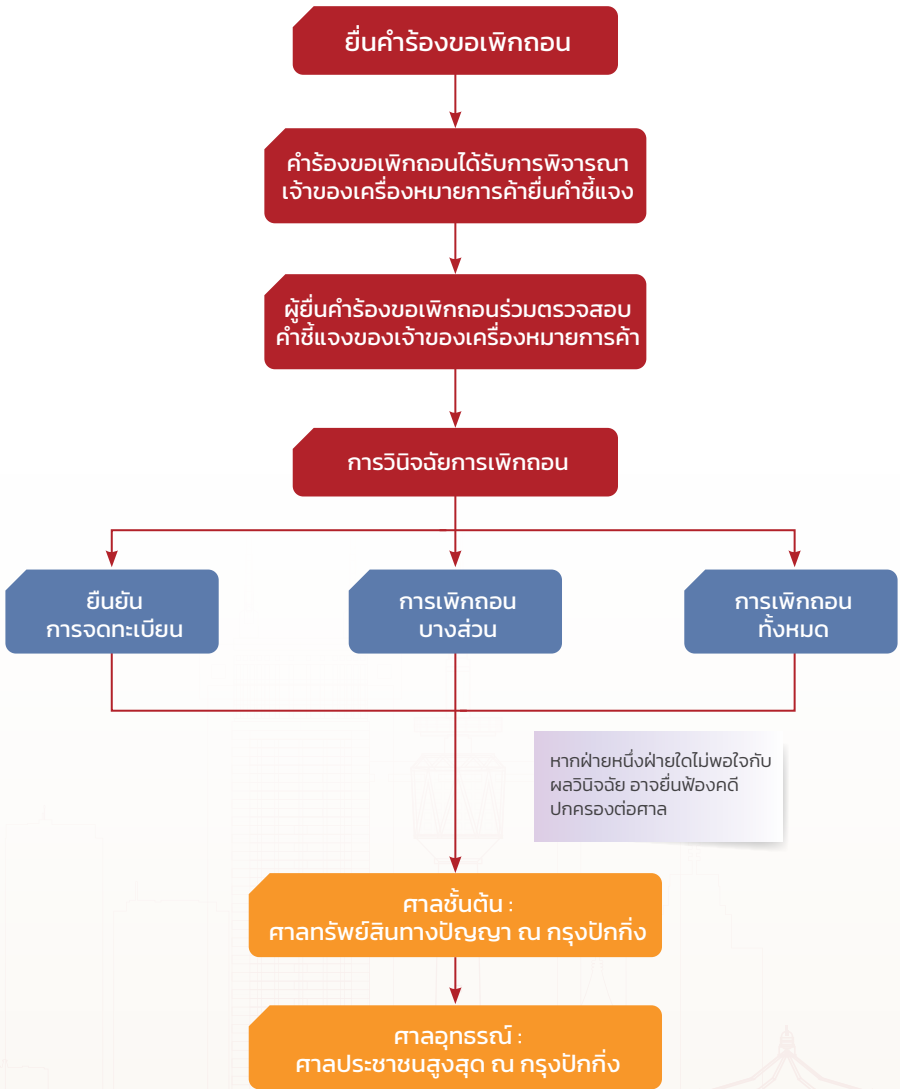 ยื่นคำร้องขอเพิกถอน
คำร้องขอเพิกถอนได้รับการพิจารณา
เจ้าของเครื่องหมายการค้ายื่นคำชี้แจง
ผู้ยื่นคำร้องขอเพิกถอนร่วมตรวจสอบ
คำชี้แจงของเจ้าของเครื่องหมายการค้า
การวินิจฉัยการเพิกถอน
ยืนยัน
การจดทะเบียน
การเพิกถอน
บางส่วน
การเพิกถอน
ทั้งหมด
หากฝ่ายหนึ่งฝ่ายใดไม่พอใจกับ
ผลวินิจฉัย อาจยื่นฟ้องคดี
ปกครองต่อศาล
ศาลชั้นต้น :
ศาลทรัพย์สินทางปัญญา ณ กรุงปักกิ่ง
ศาลอุทธรณ์ :
ศาลประชาชนสูงสุด ณ กรุงปักกิ่ง